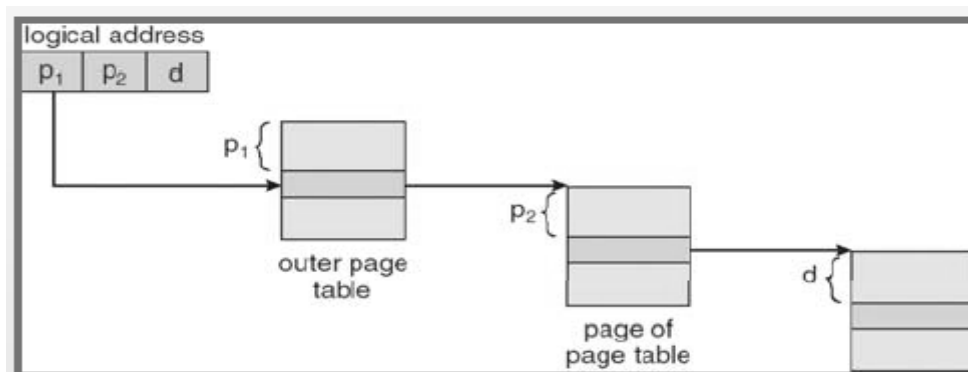 logical address
p₁ p₂ d
p₁
outer page
table
p₂
page of
page table
d